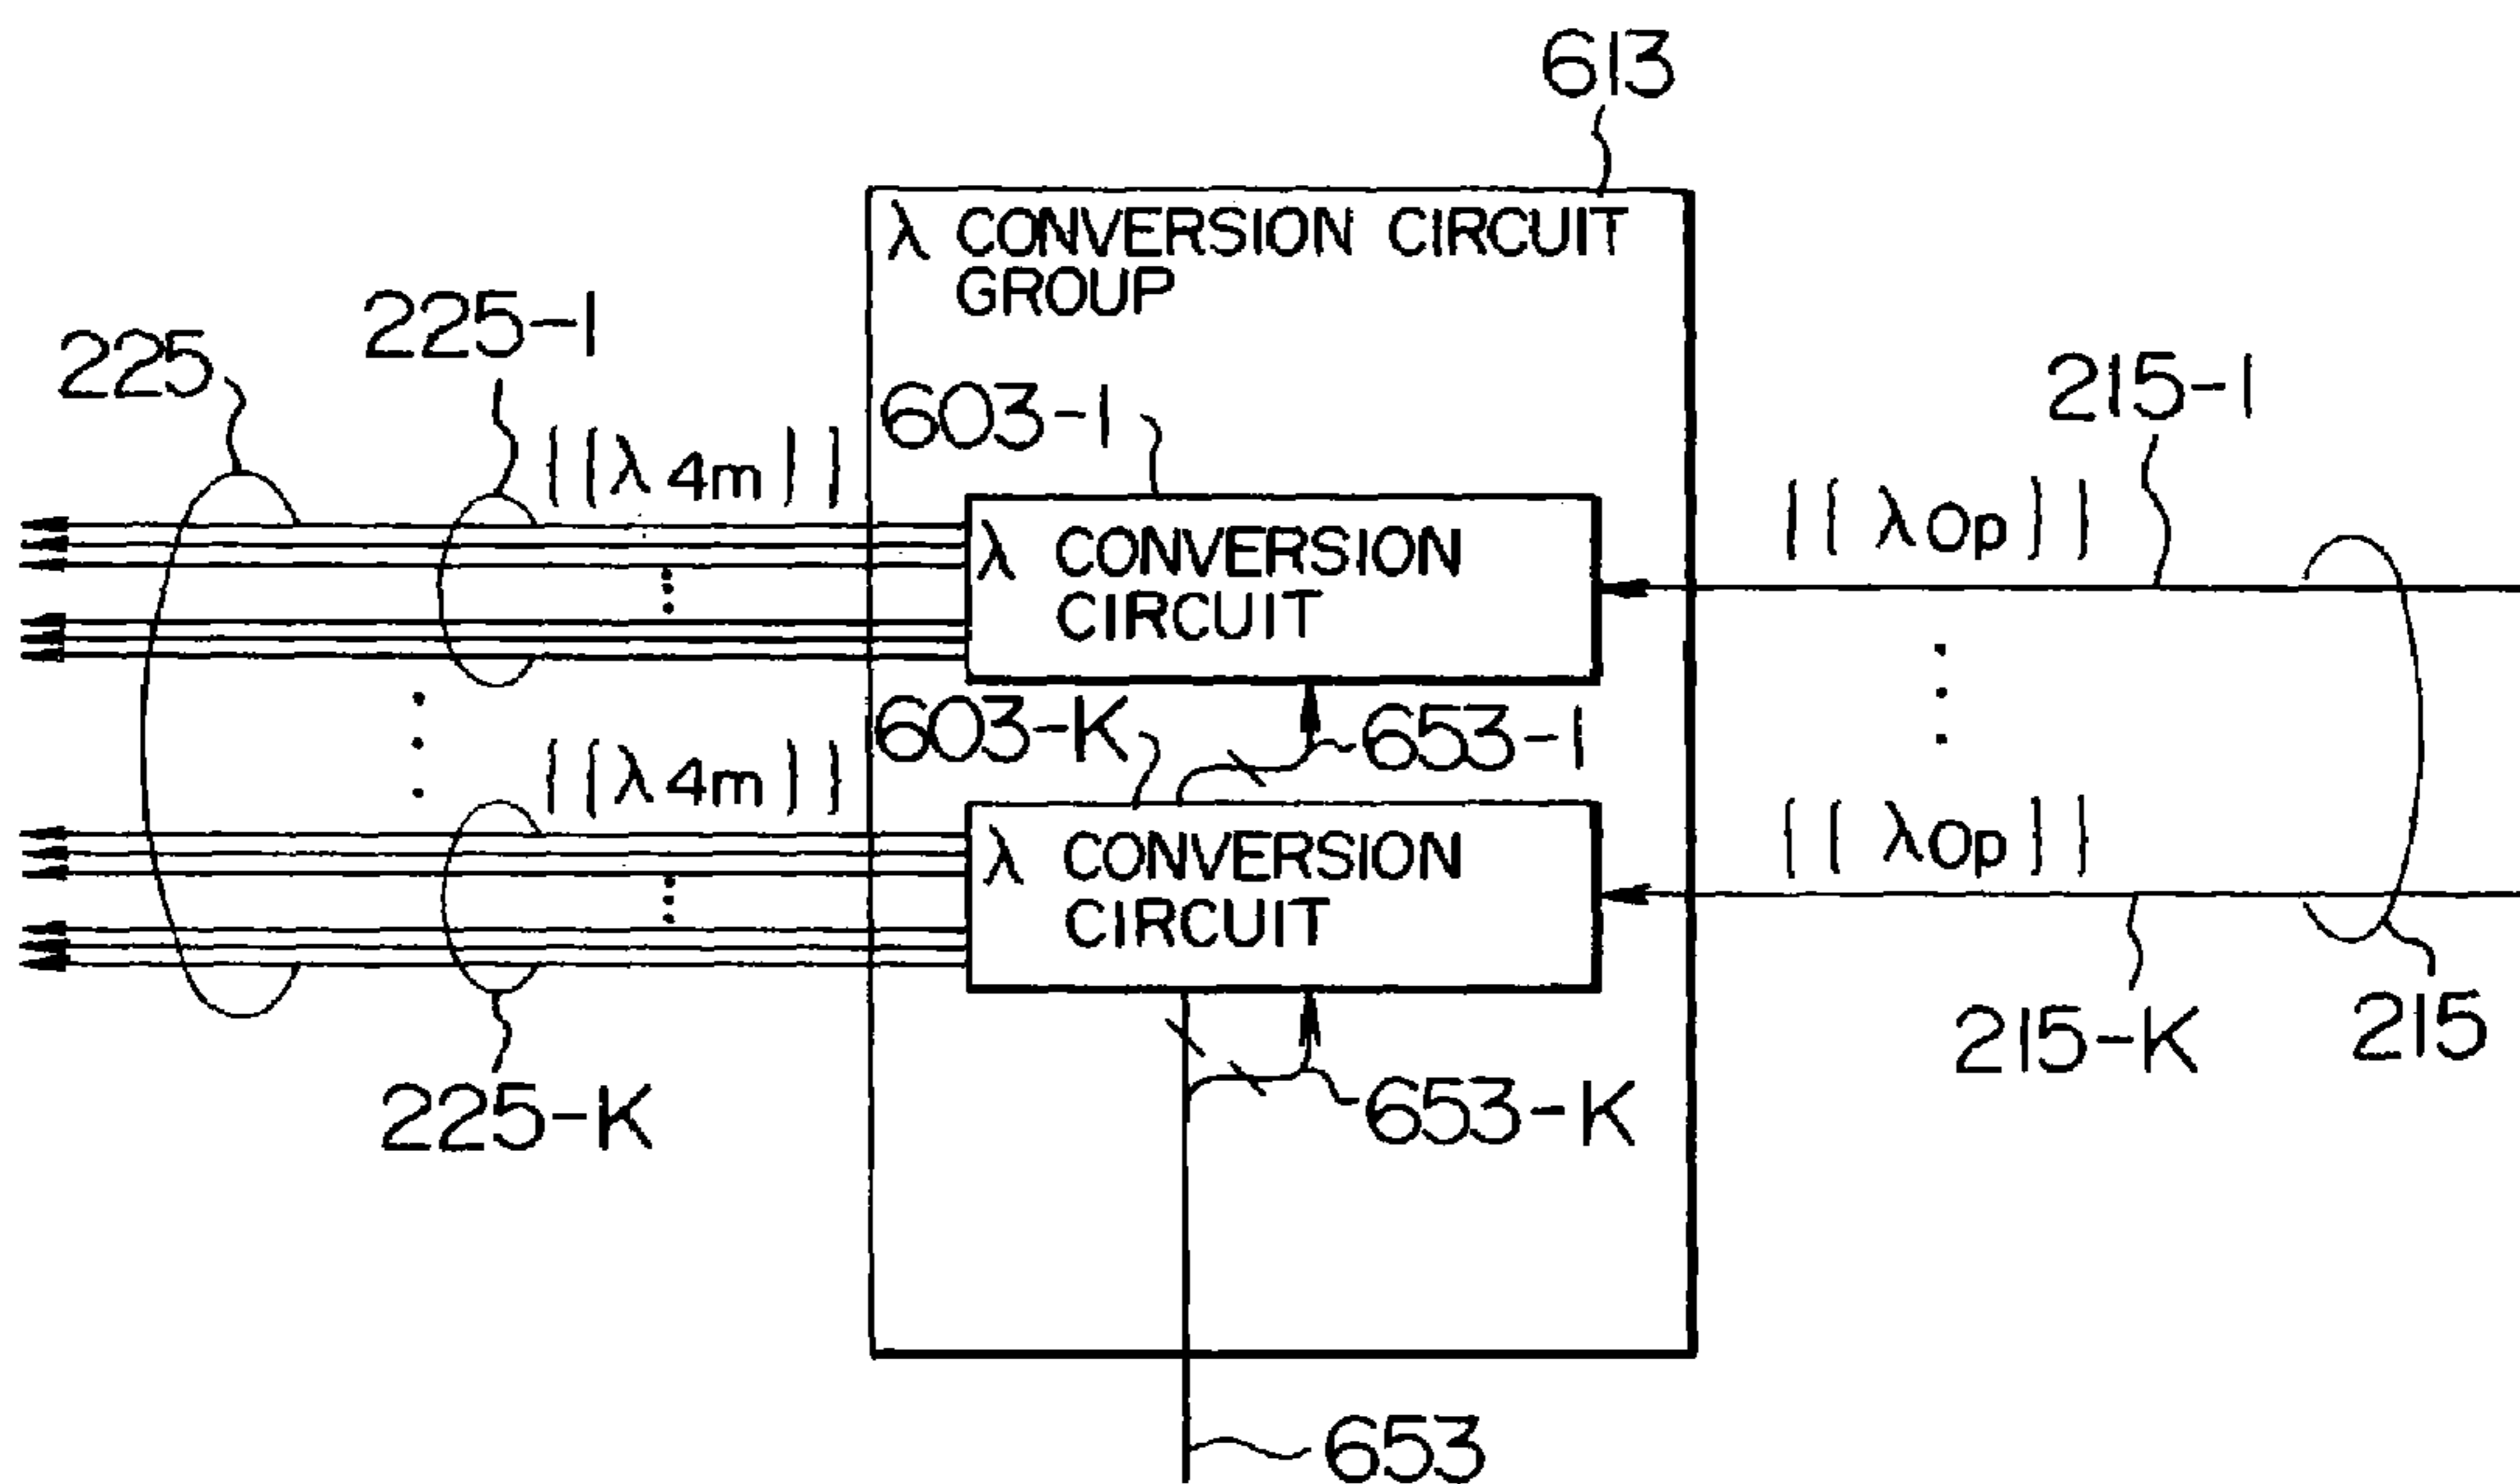 613
λ CONVERSION CIRCUIT
GROUP
225
225-1
603-1
215-1
{{λ4m}}
{{λ0p}}
λ CONVERSION
CIRCUIT
603-K
653-1
{{λ4m}}
{{λ0p}}
λ CONVERSION
CIRCUIT
225-K
653-K
215-K
215
653